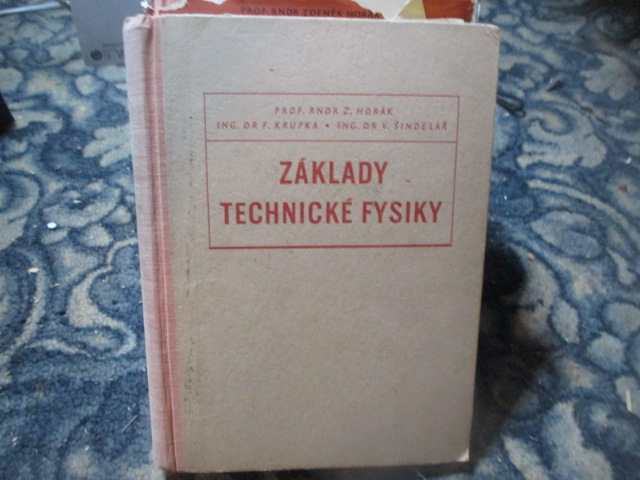 PROF. RNDR ZDENĚK HORÁK
PROF. RNDR Z. HORÁK
ING. DR F. KRUPKA • ING. DR V. ŠINDELÁŘ
ZÁKLADY
TECHNICKÉ FYSIKY